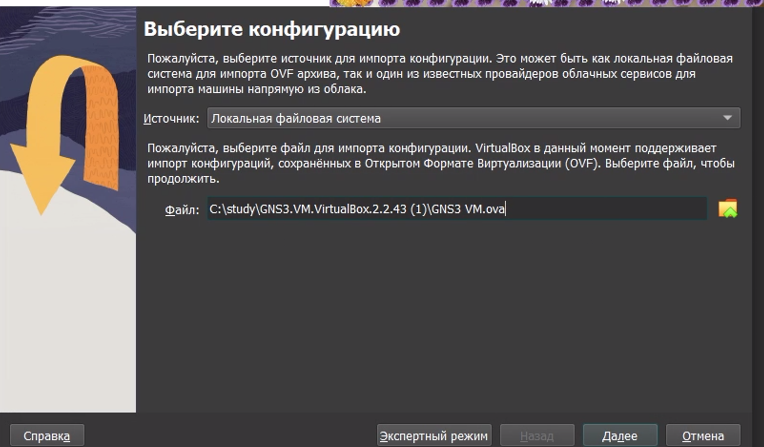 Выберите конфигурацию
Пожалуйста, выберите источник для импорта конфигурации. Это может быть как локальная файловая
система для импорта OVF архива, так и один из известных провайдеров облачных сервисов для
импорта машины напрямую из облака.
Источник: Локальная файловая система
Пожалуйста, выберите файл для импорта конфигурации. VirtualBox в данный момент поддерживает
импорт конфигураций, сохранённых в Открытом Формате Виртуализации (OVF). Выберите файл, чтобы
продолжить.
Файл: C:\study\GNS3.VM.VirtualBox.2.2.43 (1)\GNS3 VM.ova
Справка Экспертный режим Назад Далее Отмена